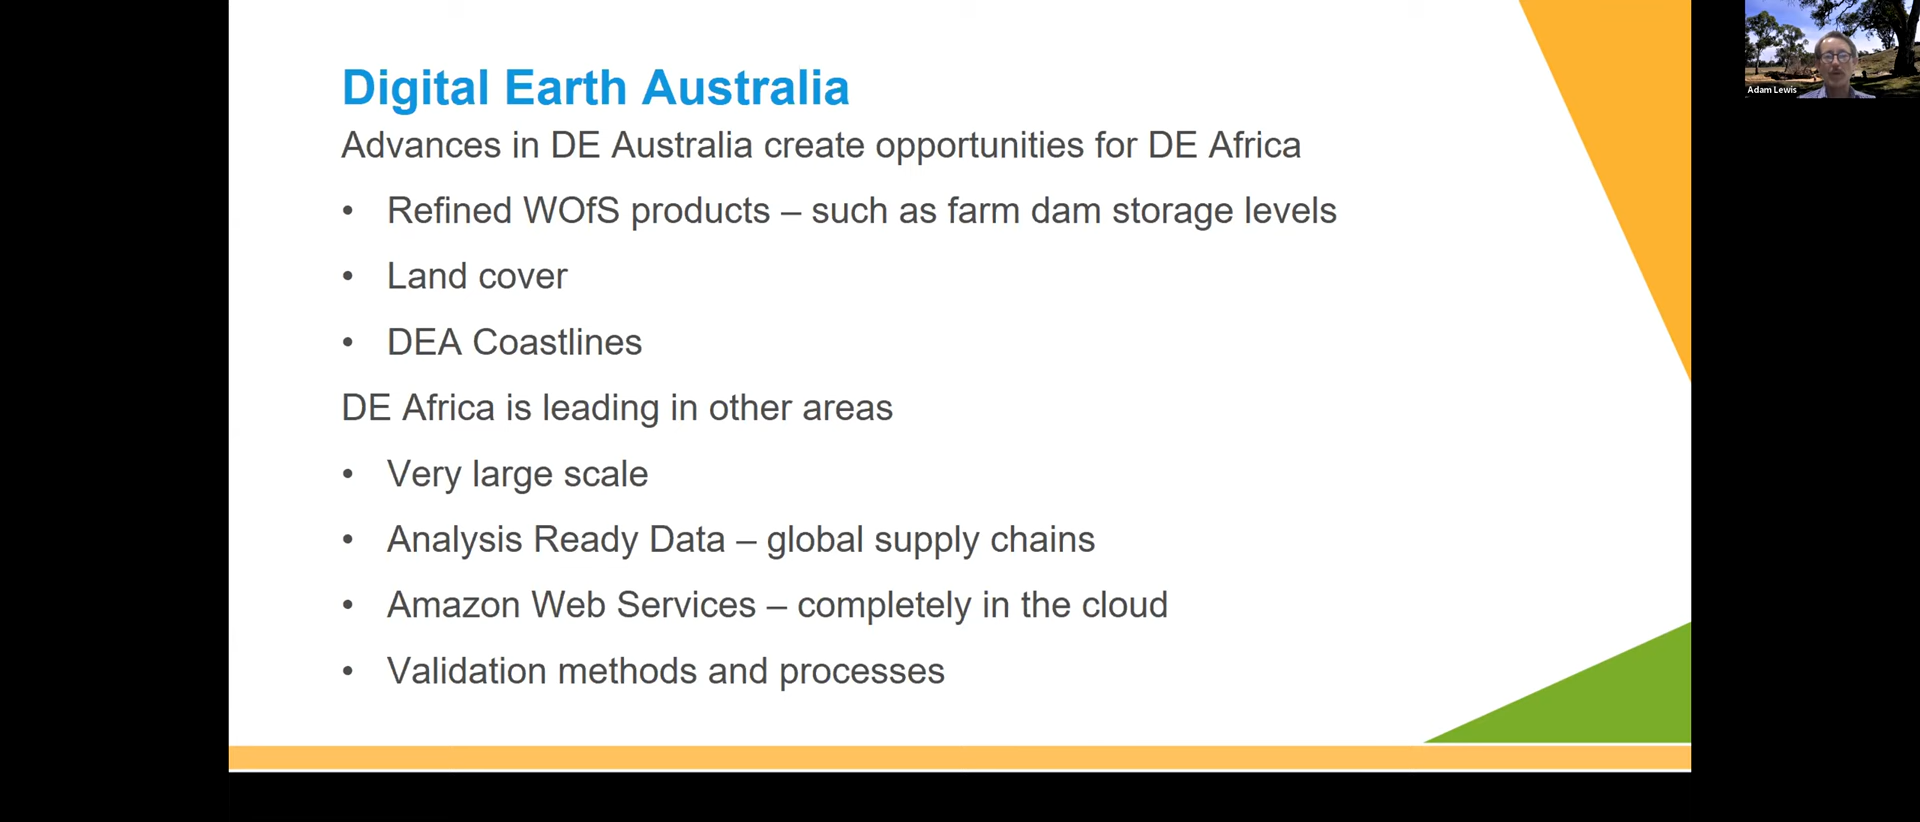 Digital Earth Australia
Advances in DE Australia create opportunities for DE Africa
• Refined WOfS products – such as farm dam storage levels
• Land cover
• DEA Coastlines
DE Africa is leading in other areas
• Very large scale
• Analysis Ready Data – global supply chains
• Amazon Web Services – completely in the cloud
• Validation methods and processes
Adam Lewis